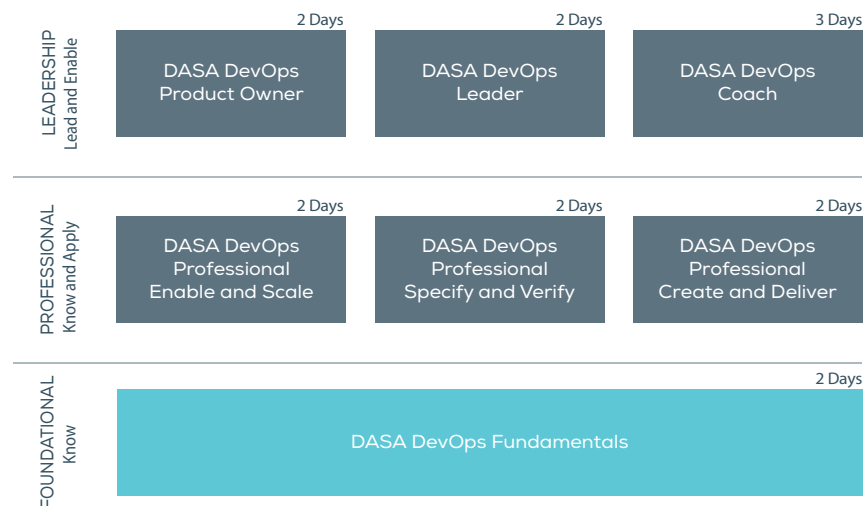 LEADERSHIP
Lead and Enable
2 Days
DASA DevOps
Product Owner
2 Days
DASA DevOps
Leader
3 Days
DASA DevOps
Coach
PROFESSIONAL
Know and Apply
2 Days
DASA DevOps
Professional
Enable and Scale
2 Days
DASA DevOps
Professional
Specify and Verify
2 Days
DASA DevOps
Professional
Create and Deliver
FOUNDATIONAL
Know
2 Days
DASA DevOps Fundamentals